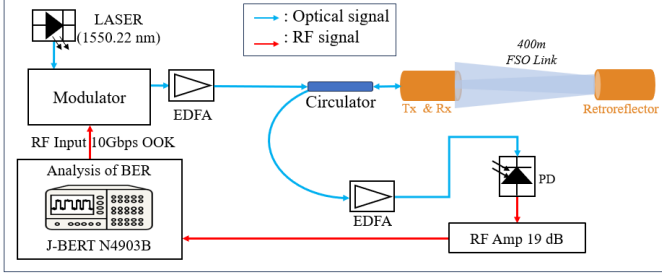 LASER
(1550.22 nm)
: Optical signal
: RF signal
400m
FSO Link
Modulator
EDFA
Circulator
Tx & Rx
Retroreflector
RF Input 10Gbps OOK
Analysis of BER
J-BERT N4903B
EDFA
PD
RF Amp 19 dB